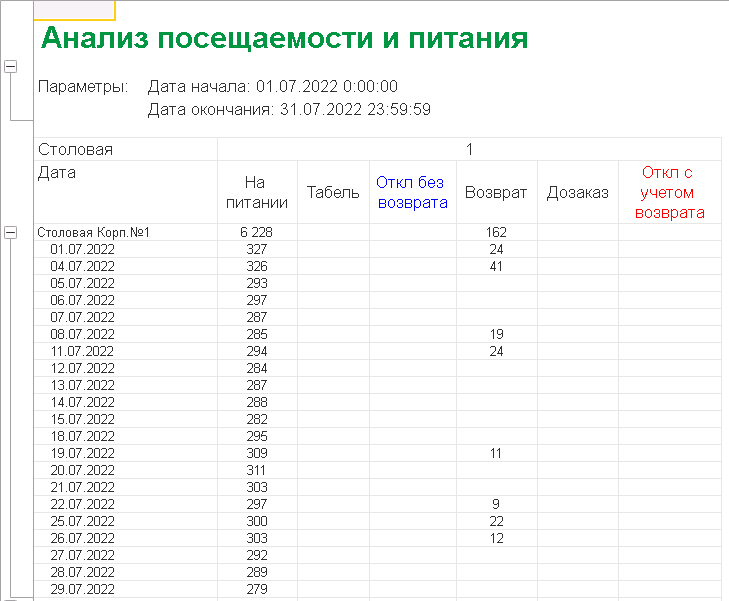 Анализ посещаемости и питания
Параметры: Дата начала: 01.07.2022 0:00:00
Дата окончания: 31.07.2022 23:59:59
Столовая 1
Дата На питании Табель Откл без возврата Возврат Дозаказ Откл с учетом возврата
Столовая Корп.№1 6 228 162
01.07.2022 327 24
04.07.2022 326 41
05.07.2022 293
06.07.2022 297
07.07.2022 287
08.07.2022 285 19
11.07.2022 294 24
12.07.2022 284
13.07.2022 287
14.07.2022 288
15.07.2022 282
18.07.2022 295
19.07.2022 309 11
20.07.2022 311
21.07.2022 303
22.07.2022 297 9
25.07.2022 300 22
26.07.2022 303 12
27.07.2022 292
28.07.2022 289
29.07.2022 279